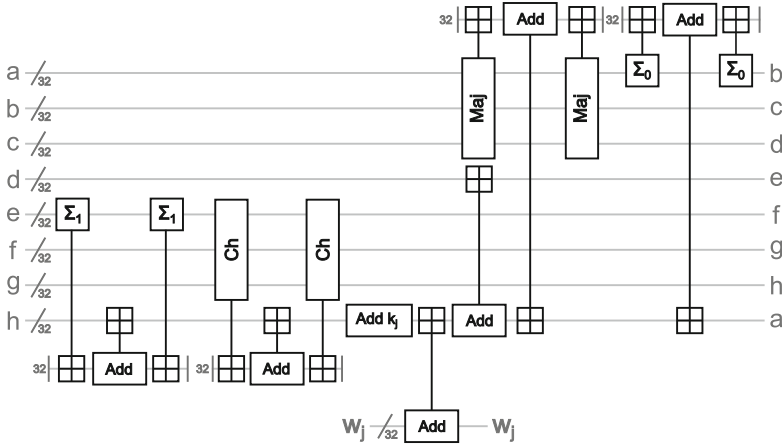 32 Add 32 Add
a 32 Σ0 Σ0 b
b 32 Maj Maj c
c 32 d
d 32 e
e 32 Σ1 Σ1 f
f 32 Ch Ch g
g 32 h
h 32 Add kj Add a
32 Add 32 Add
wj 32 Add wj